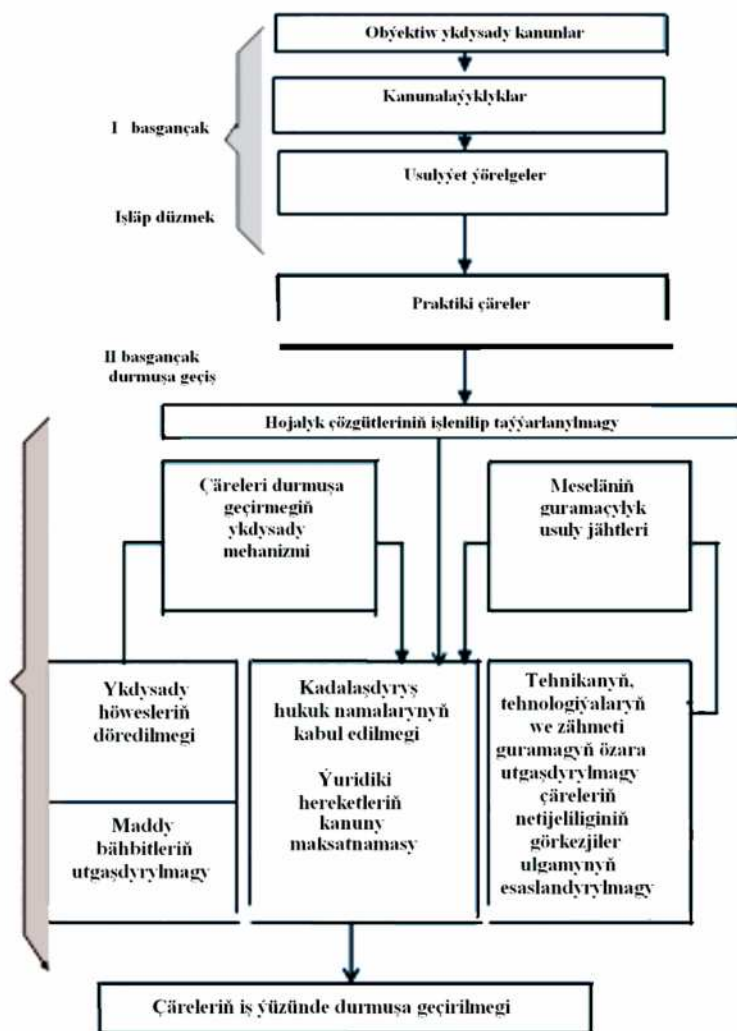 Obýektiw ykdysady kanunlar
Kanunalaýyklyklar
I basgançak
Usulyýet ýörelgeler
Işläp düzmek
Praktiki çäreler
II basgançak
durmuşa geçiş
Hojalyk çözgütleriniň işlenilip taýýarlanylmagy
Çäreleri durmuşa
geçirmegiň
ykdysady
mehanizmi
Meseläniň
guramaçylyk
usuly jähtleri
Ykdysady
höwesleriň
döredilmegi
Maddy
bähbitleriň
utgaşdyrylmagy
Kadalaşdyryş
hukuk namalarynyň
kabul edilmegi
Ýuridiki
hereketleriň
kanuny
maksatnamasy
Tehnikanyň,
tehnologiýalaryň
we zähmeti
guramagyň özara
utgaşdyrylmagy
çäreleriň
netijeliliginiň
görkezjiler
ulgamynyň
esaslandyrylmagy
Çäreleriň iş ýüzünde durmuşa geçirilmegi